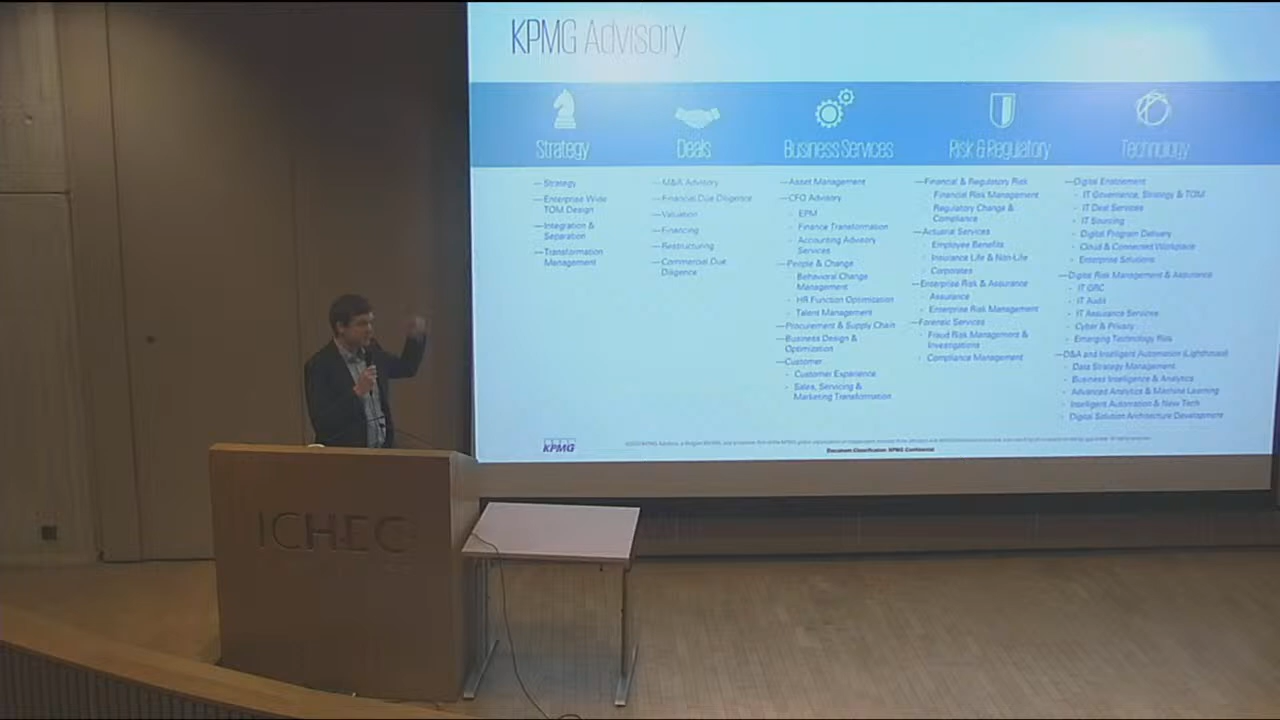 KPMG Advisory
Strategy
—Strategy
—Enterprise Wide
TOM Design
—Integration &
Separation
—Transformation
Management
Deals
—M&A Advisory
—Financial Due Diligence
—Valuation
—Financing
—Restructuring
—Commercial Due
Diligence
Business Services
—Asset Management
—CFO Advisory
- EPM
- Finance Transformation
- Accounting Advisory
Services
—People & Change
- Behavioral Change
Management
- HR Function Optimization
- Talent Management
—Procurement & Supply Chain
—Business Design &
Optimization
—Customer
- Customer Experience
- Sales, Servicing &
Marketing Transformation
Risk & Regulatory
—Financial & Regulatory Risk
- Financial Risk Management
- Regulatory Change &
Compliance
—Actuarial Services
- Employee Benefits
- Insurance Life & Non-Life
- Corporates
—Enterprise Risk & Assurance
- Assurance
- Enterprise Risk Management
—Forensic Services
- Fraud Risk Management &
Investigations
- Compliance Management
Technology
—Digital Enablement
- IT Governance, Strategy & TOM
- IT Deal Services
- IT Sourcing
- Digital Program Delivery
- Cloud & Connected Workplace
- Enterprise Solutions
—Digital Risk Management & Assurance
- IT GRC
- IT Audit
- IT Assurance Services
- Cyber & Privacy
- Emerging Technology Risk
—D&A and Intelligent Automation (Lighthouse)
- Data Strategy Management
- Business Intelligence & Analytics
- Advanced Analytics & Machine Learning
- Intelligent Automation & New Tech
- Digital Solution Architecture Development
KPMG
Document Classification: KPMG Confidential
ICHEC